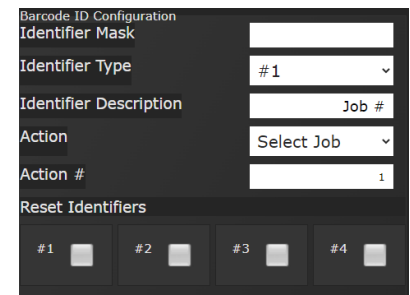 Barcode ID Configuration
Identifier Mask
Identifier Type #1
Identifier Description Job #
Action Select Job
Action # 1
Reset Identifiers
#1 #2 #3 #4